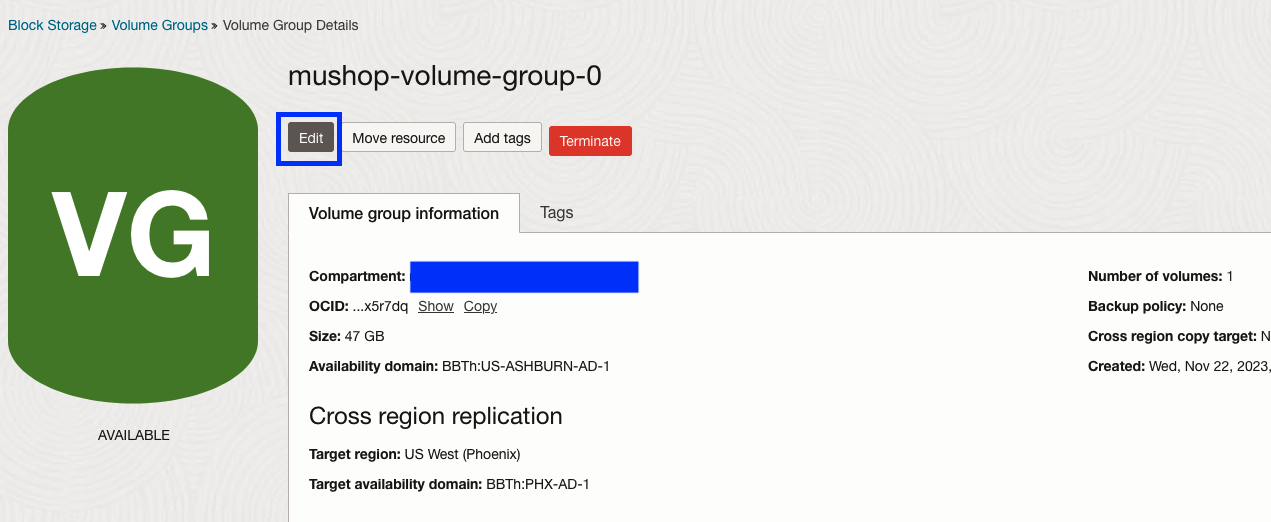 Block Storage » Volume Groups » Volume Group Details
VG
AVAILABLE
mushop-volume-group-0
Edit Move resource Add tags Terminate
Volume group information Tags
Compartment:
OCID: ...x5r7dq Show Copy
Size: 47 GB
Availability domain: BBTh:US-ASHBURN-AD-1
Number of volumes: 1
Backup policy: None
Cross region copy target: N
Created: Wed, Nov 22, 2023,
Cross region replication
Target region: US West (Phoenix)
Target availability domain: BBTh:PHX-AD-1